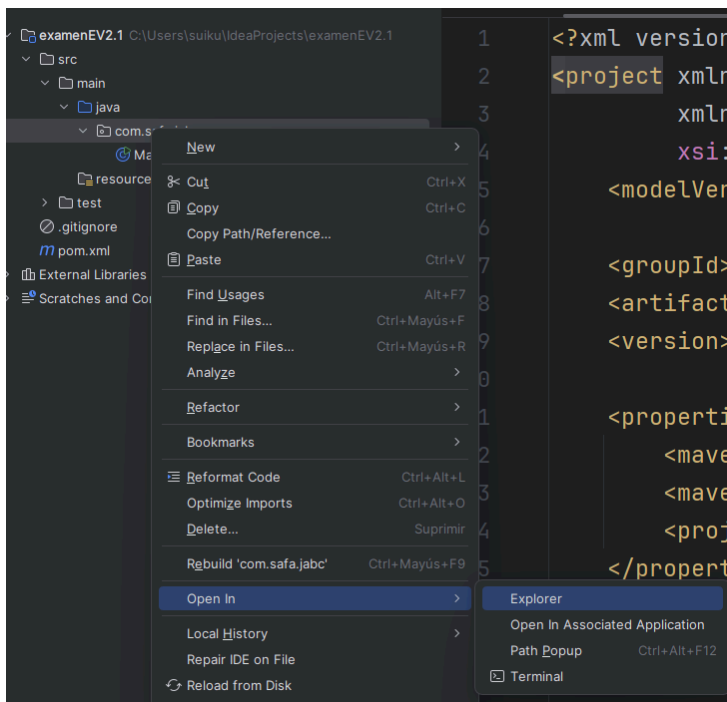 examenEV2.1 C:\Users\suiku\IdeaProjects\examenEV2.1
src
main
java
com.
Ma
resource
test
.gitignore
m pom.xml
External Libraries
Scratches and Co
New
Cut Ctrl+X
Copy Ctrl+C
Copy Path/Reference...
Paste Ctrl+V
Find Usages Alt+F7
Find in Files... Ctrl+Mayús+F
Replace in Files... Ctrl+Mayús+R
Analyze
Refactor
Bookmarks
Reformat Code Ctrl+Alt+L
Optimize Imports Ctrl+Alt+O
Delete... Suprimir
Rebuild 'com.safa.jabc' Ctrl+Mayús+F9
Open In
Local History
Repair IDE on File
Reload from Disk
Explorer
Open In Associated Application
Path Popup Ctrl+Alt+F12
Terminal
1 <?xml version
2 <project xmln
3 xmln
4 xsi:
5 <modelVer
6
7 <groupId>
8 <artifact
9 <version>
0
1 <properti
2 <mave
3 <mave
4 <proj
5 </propert